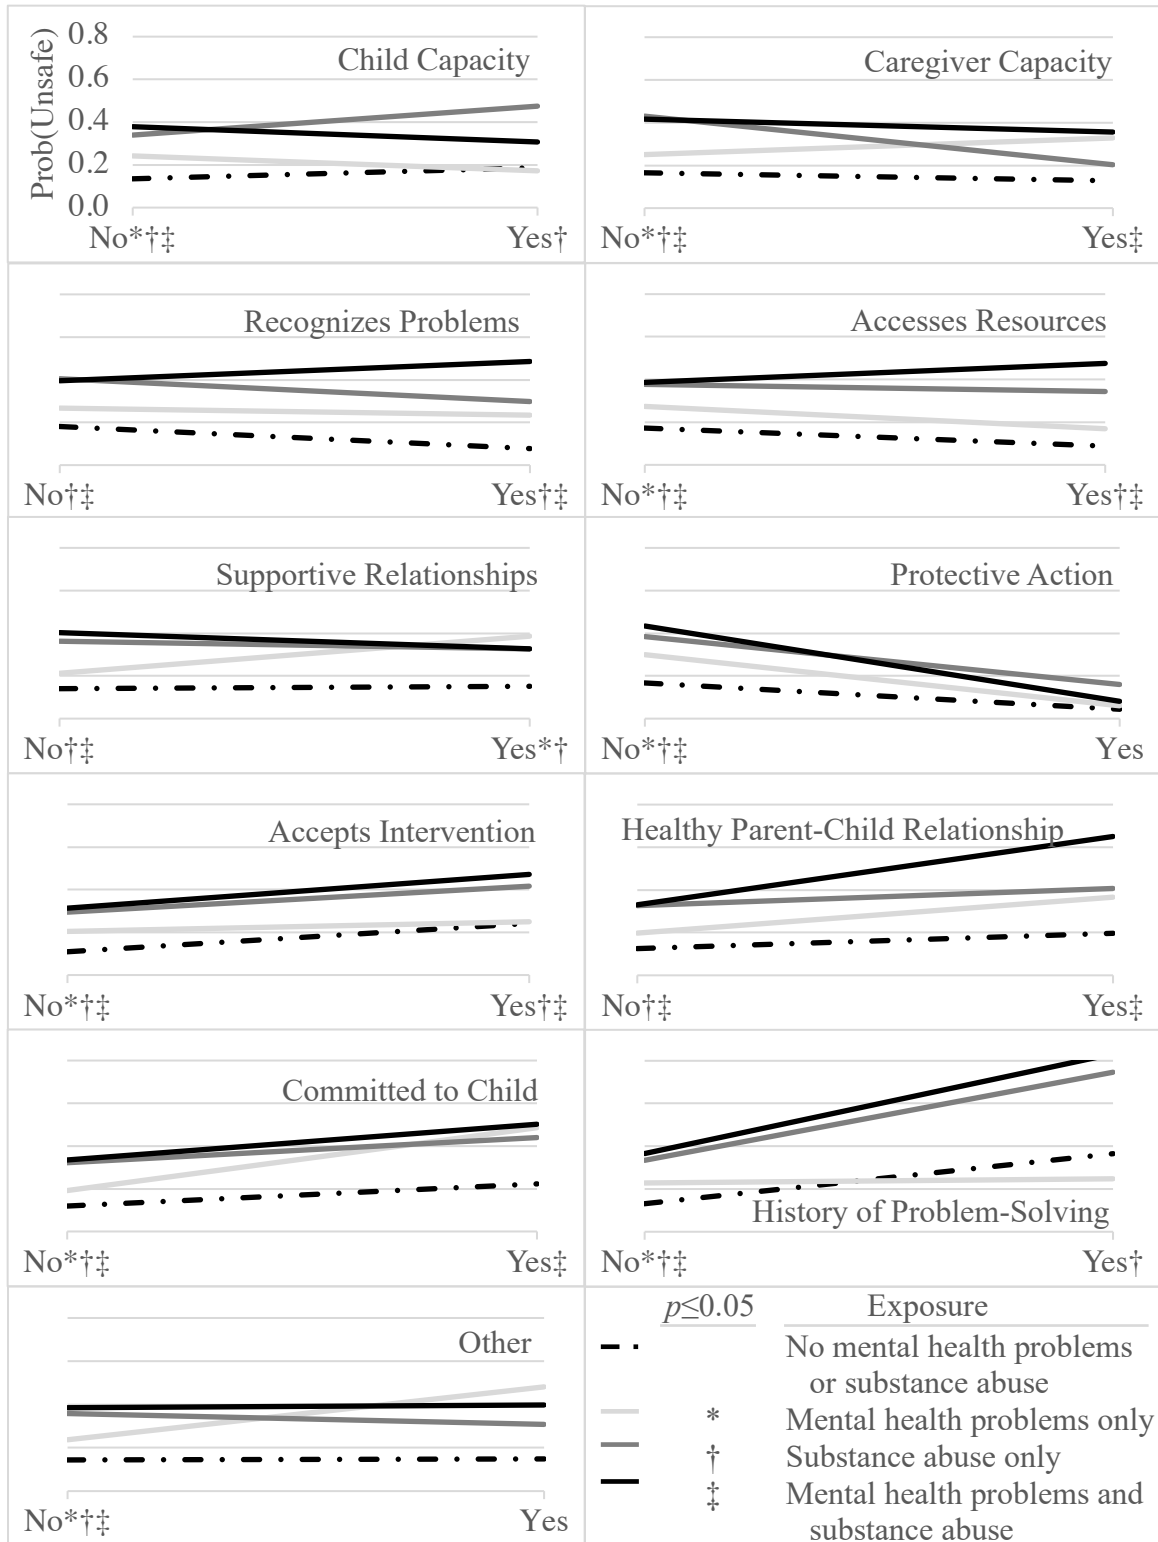 Prob(Unsafe)
0.8
0.6
0.4
0.2
0.0
Child Capacity
No*†‡ Yes†
Caregiver Capacity
No*†‡ Yes‡
Recognizes Problems
No†‡ Yes†‡
Accesses Resources
No*†‡ Yes†‡
Supportive Relationships
No†‡ Yes*†
Protective Action
No*†‡ Yes
Accepts Intervention
No*†‡ Yes†‡
Healthy Parent-Child Relationship
No†‡ Yes‡
Committed to Child
No*†‡ Yes‡
History of Problem-Solving
No*†‡ Yes†
Other
No*†‡ Yes
p≤0.05 Exposure
No mental health problems
or substance abuse
* Mental health problems only
† Substance abuse only
‡ Mental health problems and
substance abuse